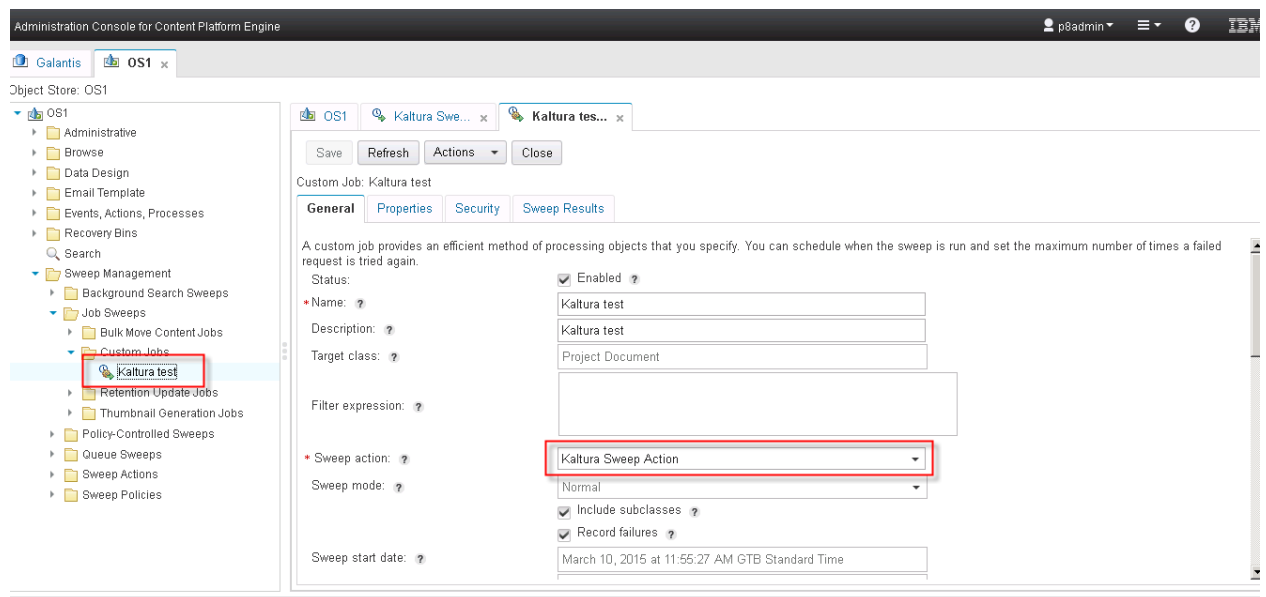 Administration Console for Content Platform Engine p8admin ? IBM
Galantis OS1 x
Object Store: OS1
OS1
Administrative
Browse
Data Design
Email Template
Events, Actions, Processes
Recovery Bins
Search
Sweep Management
Background Search Sweeps
Job Sweeps
Bulk Move Content Jobs
Custom Jobs
Kaltura test
Retention Update Jobs
Thumbnail Generation Jobs
Policy-Controlled Sweeps
Queue Sweeps
Sweep Actions
Sweep Policies
OS1 Kaltura Swe... x Kaltura tes... x
Save Refresh Actions Close
Custom Job: Kaltura test
General Properties Security Sweep Results
A custom job provides an efficient method of processing objects that you specify. You can schedule when the sweep is run and set the maximum number of times a failed
request is tried again.
Status: Enabled ?
* Name: ? Kaltura test
Description: ? Kaltura test
Target class: ? Project Document
Filter expression: ?
* Sweep action: ? Kaltura Sweep Action
Sweep mode: ? Normal
Include subclasses ?
Record failures ?
Sweep start date: ? March 10, 2015 at 11:55:27 AM GTB Standard Time